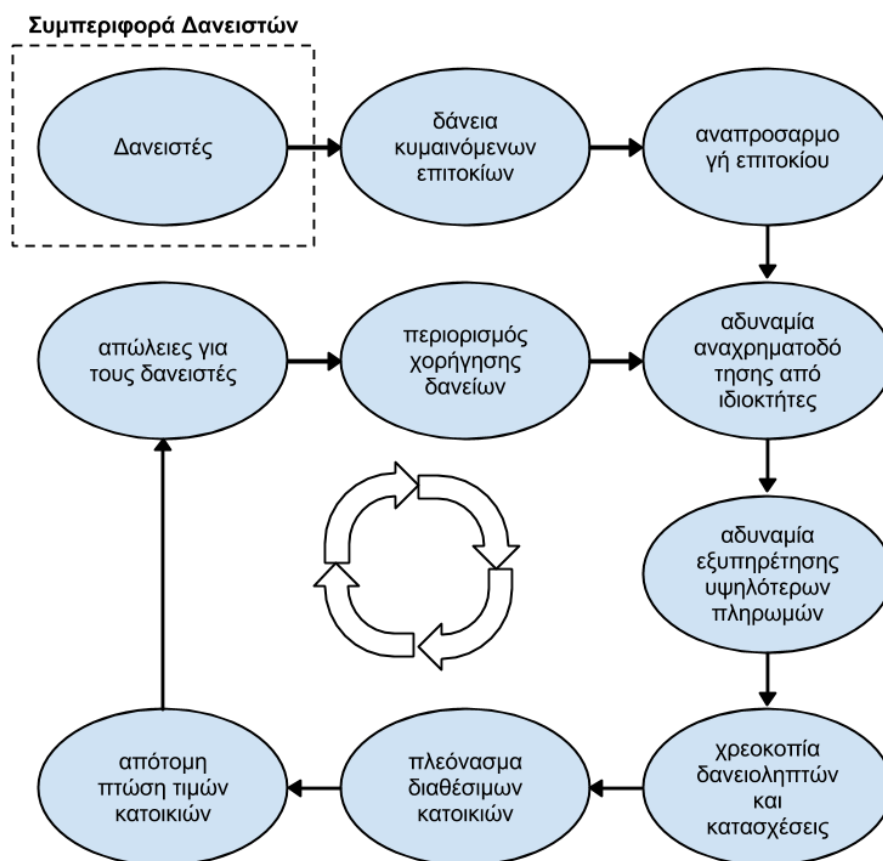 Συμπεριφορά Δανειστών
Δανειστές
δάνεια
κυμαινόμενων
επιτοκίων
αναπροσαρμο
γή επιτοκίου
απώλειες για
τους δανειστές
περιορισμός
χορήγησης
δανείων
αδυναμία
αναχρηματοδό
τησης από
ιδιοκτήτες
αδυναμία
εξυπηρέτησης
υψηλότερων
πληρωμών
απότομη
πτώση τιμών
κατοικιών
πλεόνασμα
διαθέσιμων
κατοικιών
χρεοκοπία
δανειοληπτών
και
κατασχέσεις